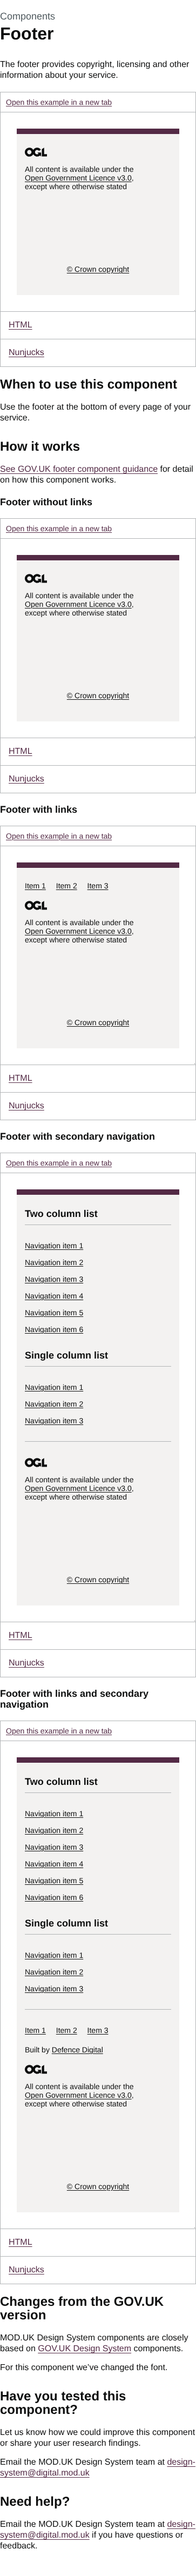 Components
Footer
The footer provides copyright, licensing and other
information about your service.
Open this example in a new tab
OGL
All content is available under the
Open Government Licence v3.0,
except where otherwise stated
© Crown copyright
HTML
Nunjucks
When to use this component
Use the footer at the bottom of every page of your
service.
How it works
See GOV.UK footer component guidance for detail
on how this component works.
Footer without links
Open this example in a new tab
OGL
All content is available under the
Open Government Licence v3.0,
except where otherwise stated
© Crown copyright
HTML
Nunjucks
Footer with links
Open this example in a new tab
Item 1 Item 2 Item 3
OGL
All content is available under the
Open Government Licence v3.0,
except where otherwise stated
© Crown copyright
HTML
Nunjucks
Footer with secondary navigation
Open this example in a new tab
Two column list
Navigation item 1
Navigation item 2
Navigation item 3
Navigation item 4
Navigation item 5
Navigation item 6
Single column list
Navigation item 1
Navigation item 2
Navigation item 3
OGL
All content is available under the
Open Government Licence v3.0,
except where otherwise stated
© Crown copyright
HTML
Nunjucks
Footer with links and secondary
navigation
Open this example in a new tab
Two column list
Navigation item 1
Navigation item 2
Navigation item 3
Navigation item 4
Navigation item 5
Navigation item 6
Single column list
Navigation item 1
Navigation item 2
Navigation item 3
Item 1 Item 2 Item 3
Built by Defence Digital
OGL
All content is available under the
Open Government Licence v3.0,
except where otherwise stated
© Crown copyright
HTML
Nunjucks
Changes from the GOV.UK
version
MOD.UK Design System components are closely
based on GOV.UK Design System components.
For this component we've changed the font.
Have you tested this
component?
Let us know how we could improve this component
or share your user research findings.
Email the MOD.UK Design System team at design-
system@digital.mod.uk
Need help?
Email the MOD.UK Design System team at design-
system@digital.mod.uk if you have questions or
feedback.